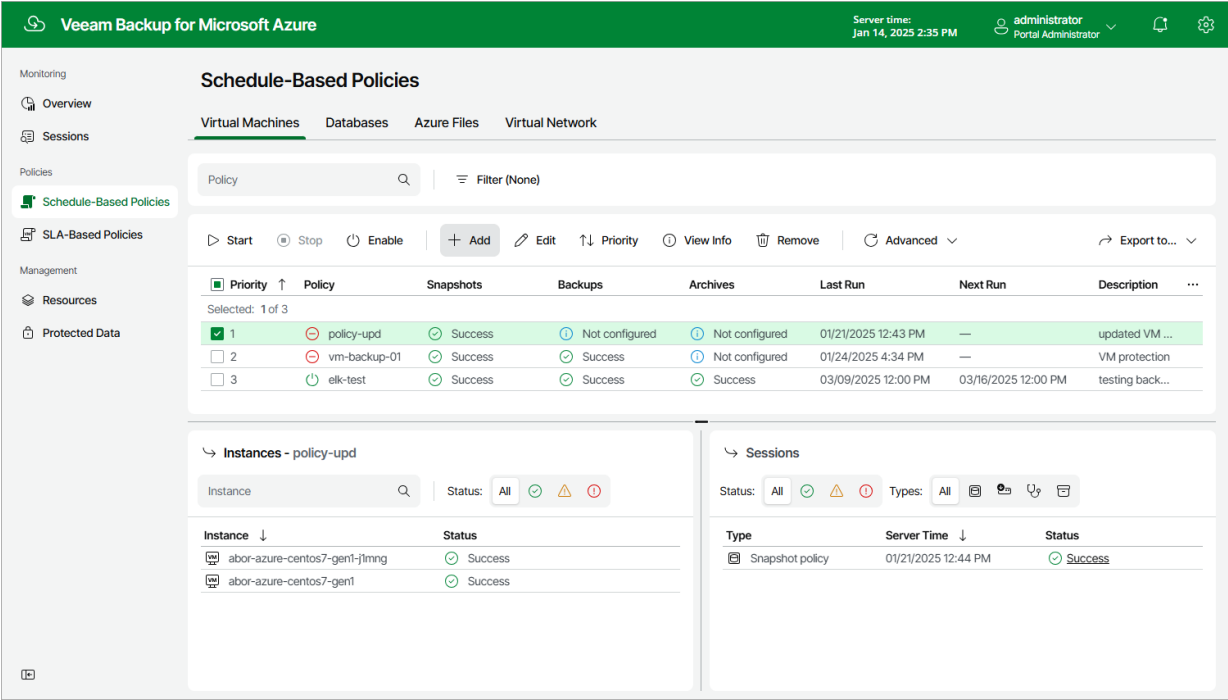 Veeam Backup for Microsoft Azure
Server time:
Jan 14, 2025 2:35 PM
administrator
Portal Administrator
Monitoring
Overview
Sessions
Policies
Schedule-Based Policies
SLA-Based Policies
Management
Resources
Protected Data
Schedule-Based Policies
Virtual Machines Databases Azure Files Virtual Network
Policy Filter (None)
Start Stop Enable Add Edit Priority View Info Remove Advanced Export to...
Priority Policy Snapshots Backups Archives Last Run Next Run Description ...
Selected: 1 of 3
1 policy-upd Success Not configured Not configured 01/21/2025 12:43 PM — updated VM ...
2 vm-backup-01 Success Success Not configured 01/24/2025 4:34 PM — VM protection
3 elk-test Success Success Success 03/09/2025 12:00 PM 03/16/2025 12:00 PM testing back...
Instances - policy-upd
Instance Status: All
Instance Status
VM abor-azure-centos7-gen1-j1mng Success
VM abor-azure-centos7-gen1 Success
Sessions
Status: All Types: All
Type Server Time Status
Snapshot policy 01/21/2025 12:44 PM Success